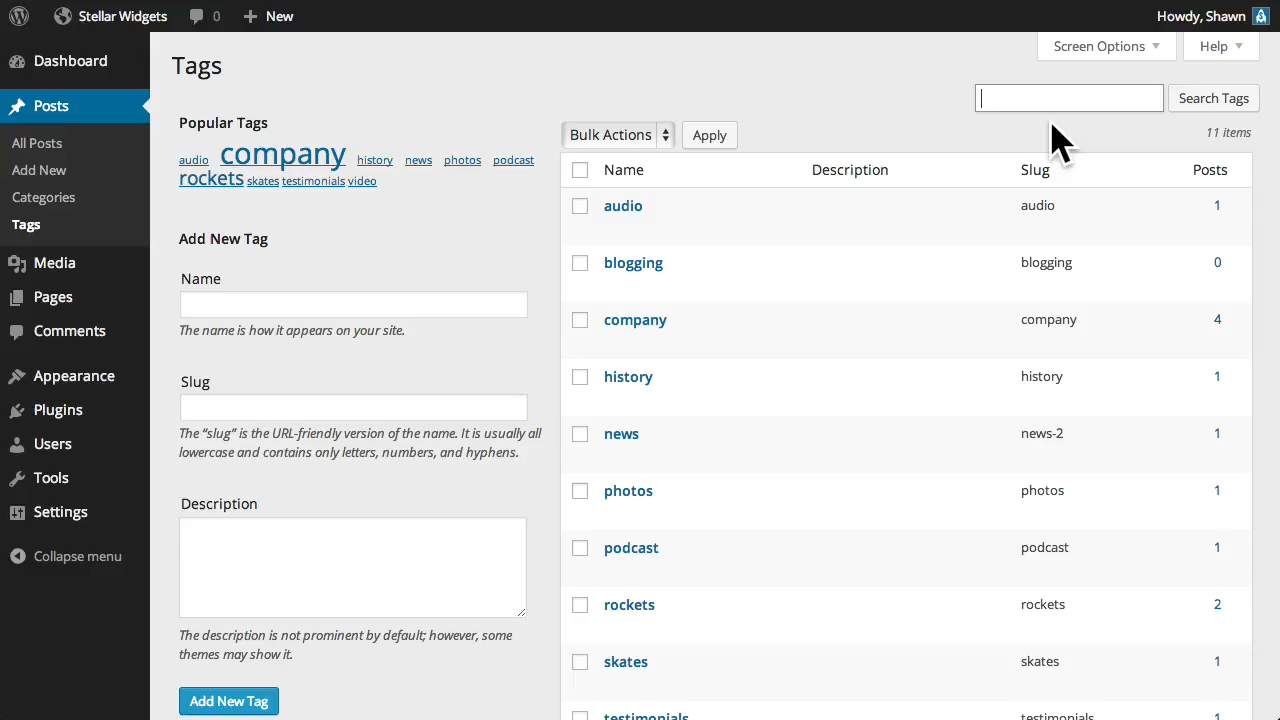 Stellar Widgets 0 New Howdy, Shawn
Dashboard
Posts
All Posts
Add New
Categories
Tags
Media
Pages
Comments
Appearance
Plugins
Users
Tools
Settings
Collapse menu
Screen Options Help
Tags
Search Tags
Popular Tags
audio company history news photos podcast
rockets skates testimonials video
Add New Tag
Name
The name is how it appears on your site.
Slug
The “slug” is the URL-friendly version of the name. It is usually all
lowercase and contains only letters, numbers, and hyphens.
Description
The description is not prominent by default; however, some
themes may show it.
Add New Tag
Bulk Actions Apply 11 items
Name Description Slug Posts
audio audio 1
blogging blogging 0
company company 4
history history 1
news news-2 1
photos photos 1
podcast podcast 1
rockets rockets 2
skates skates 1
testimonials testimonials 1